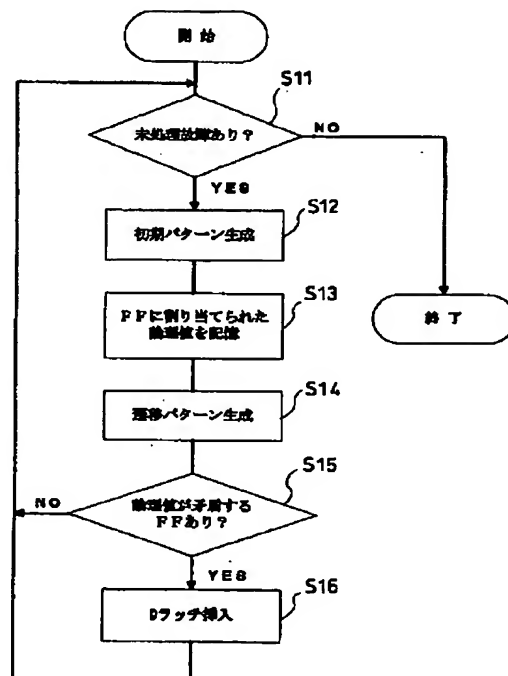 開始
S11
未処理故障あり？
NO
YES
S12
初期パターン生成
S13
FFに割り当てられた
論理値を記憶
終了
S14
遷移パターン生成
S15
論理値が矛盾する
FFあり？
NO
YES
S16
Dラッチ挿入